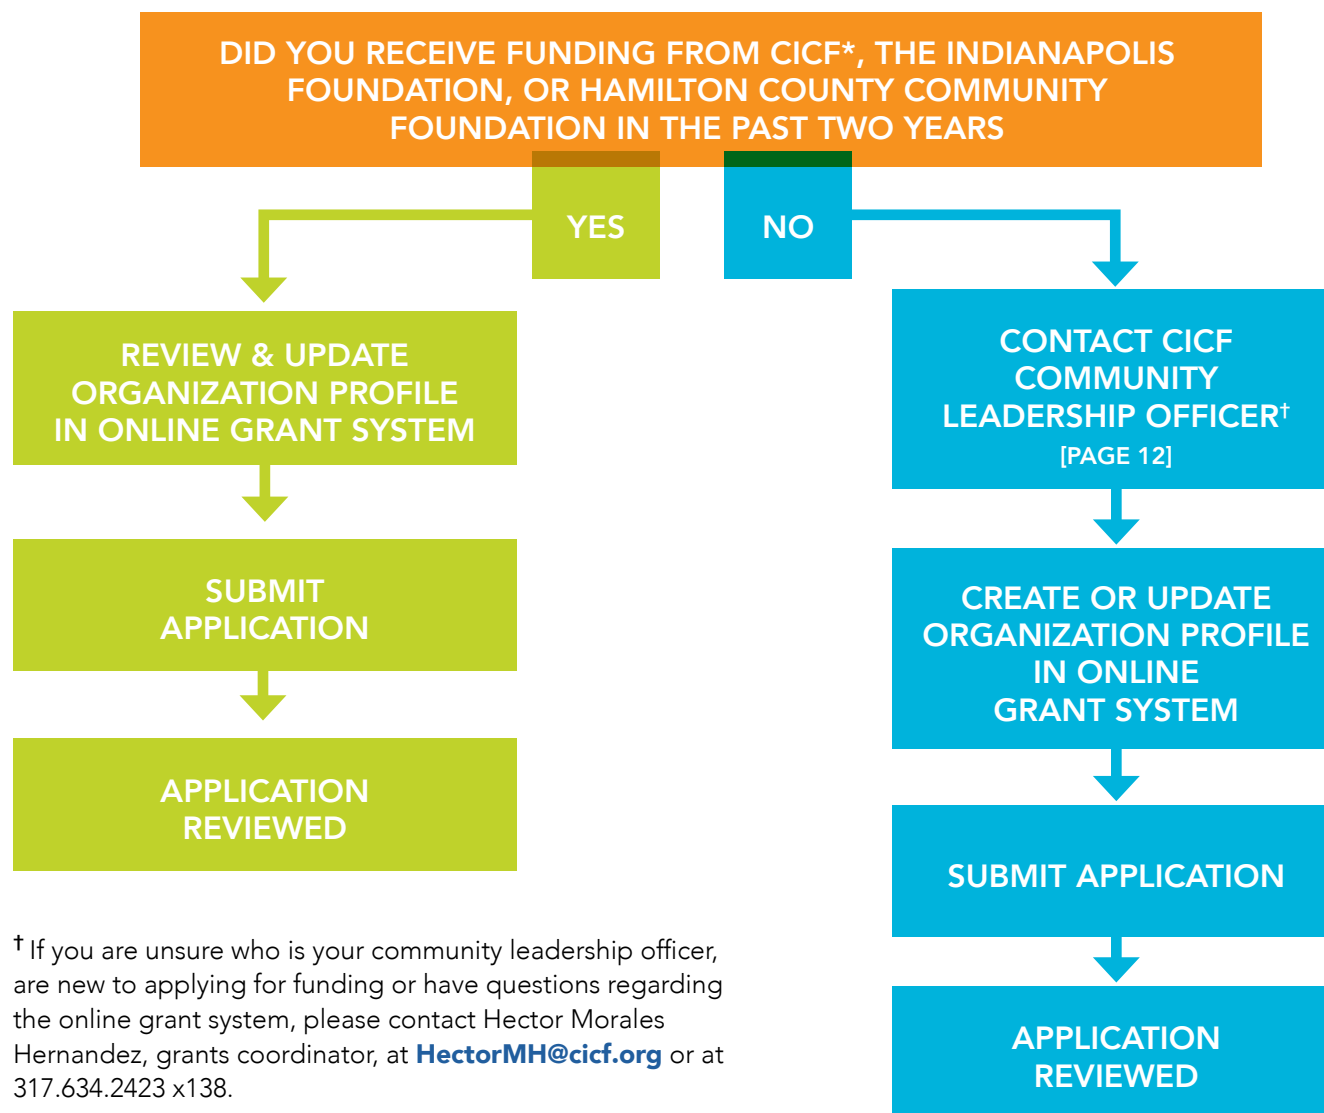 DID YOU RECEIVE FUNDING FROM CICF*, THE INDIANAPOLIS
FOUNDATION, OR HAMILTON COUNTY COMMUNITY
FOUNDATION IN THE PAST TWO YEARS
YES
REVIEW & UPDATE
ORGANIZATION PROFILE
IN ONLINE GRANT SYSTEM
SUBMIT
APPLICATION
APPLICATION
REVIEWED
NO
CONTACT CICF
COMMUNITY
LEADERSHIP OFFICER†
[PAGE 12]
CREATE OR UPDATE
ORGANIZATION PROFILE
IN ONLINE
GRANT SYSTEM
SUBMIT APPLICATION
APPLICATION
REVIEWED
† If you are unsure who is your community leadership officer,
are new to applying for funding or have questions regarding
the online grant system, please contact Hector Morales
Hernandez, grants coordinator, at HectorMH@cicf.org or at
317.634.2423 x138.